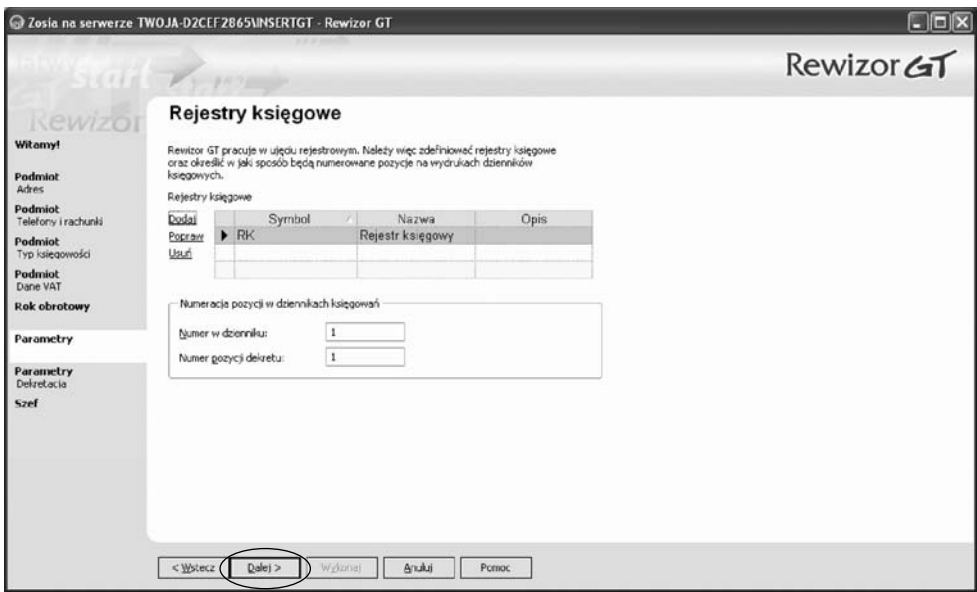 Zosia na serwerze TWOJA-D2CEF2865\INSERTGT - Rewizor GT
łatwy start
GT
Rewizor
Rewizor GT
Rejestry księgowe
Witamy!
Podmiot
Adres
Podmiot
Telefony i rachunki
Podmiot
Typ księgowości
Podmiot
Dane VAT
Rok obrotowy
Parametry
Parametry
Dekretacja
Szef
Rewizor GT pracuje w ujęciu rejestrowym. Należy więc zdefiniować rejestry księgowe
oraz określić w jaki sposób będą numerowane pozycje na wydrukach dzienników
księgowych.
Rejestry księgowe
Dodaj
Popraw
Usuń
Symbol Nazwa Opis
RK Rejestr księgowy
Numeracja pozycji w dziennikach księgowań
Numer w dzienniku: 1
Numer pozycji dekretu: 1
< Wstecz Dalej > Wykonaj Anuluj Pomoc